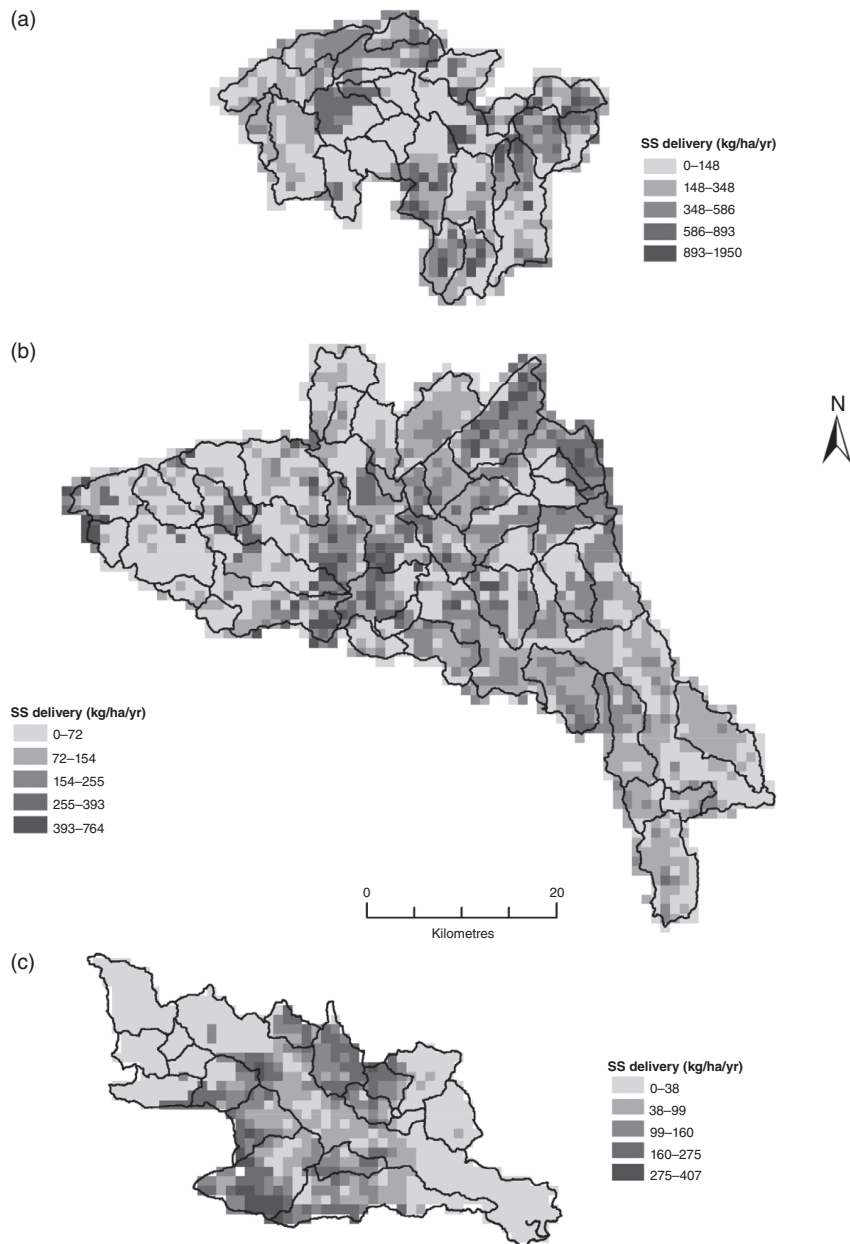 (a)
SS delivery (kg/ha/yr)
0–148
148–348
348–586
586–893
893–1950
(b)
N
SS delivery (kg/ha/yr)
0–72
72–154
154–255
255–393
393–764
0 20
Kilometres
(c)
SS delivery (kg/ha/yr)
0–38
38–99
99–160
160–275
275–407